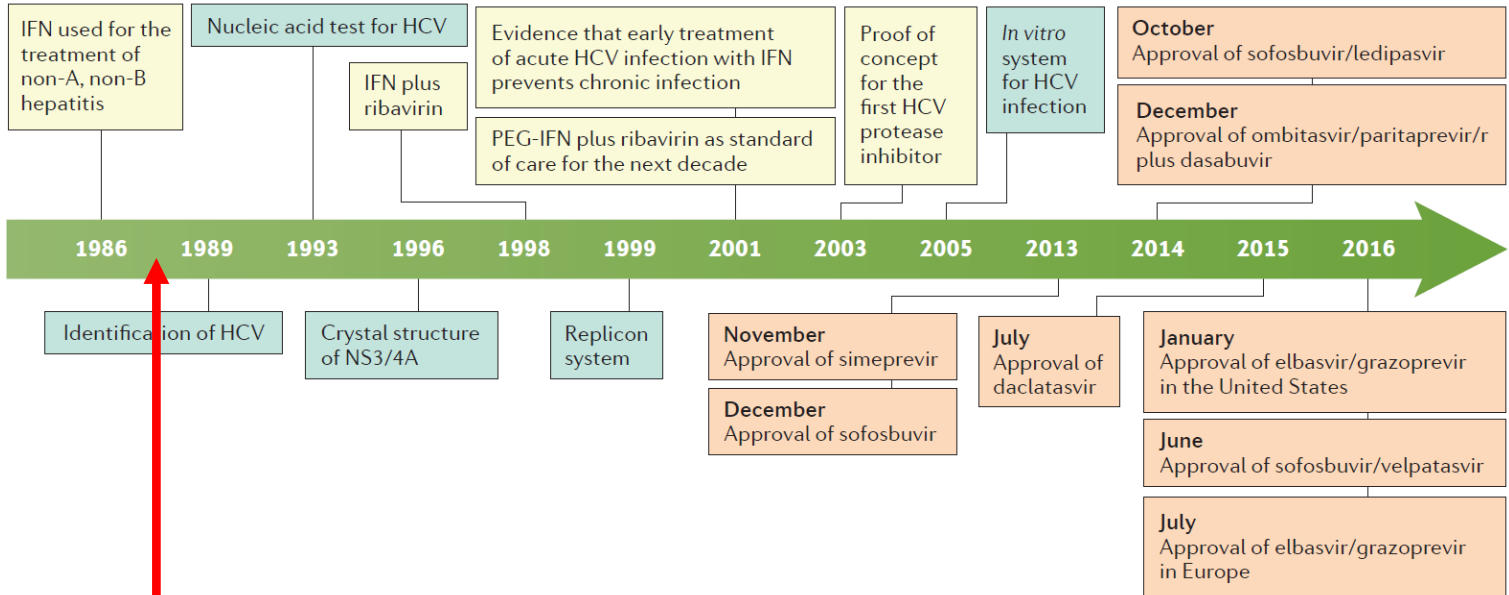 IFN used for the
treatment of
non-A, non-B
hepatitis
Nucleic acid test for HCV
IFN plus
ribavirin
Evidence that early treatment
of acute HCV infection with IFN
prevents chronic infection
PEG-IFN plus ribavirin as standard
of care for the next decade
Proof of
concept for the
first HCV
protease
inhibitor
In vitro
system
for HCV
infection
October
Approval of sofosbuvir/ledipasvir
December
Approval of ombitasvir/paritaprevir/r
plus dasabuvir
1986 1989 1993 1996 1998 1999 2001 2003 2005 2013 2014 2015 2016
Identification of HCV
Crystal structure
of NS3/4A
Replicon
system
November
Approval of simeprevir
December
Approval of sofosbuvir
July
Approval of
daclatasvir
January
Approval of elbasvir/grazoprevir
in the United States
June
Approval of sofosbuvir/velpatasvir
July
Approval of elbasvir/grazoprevir
in Europe